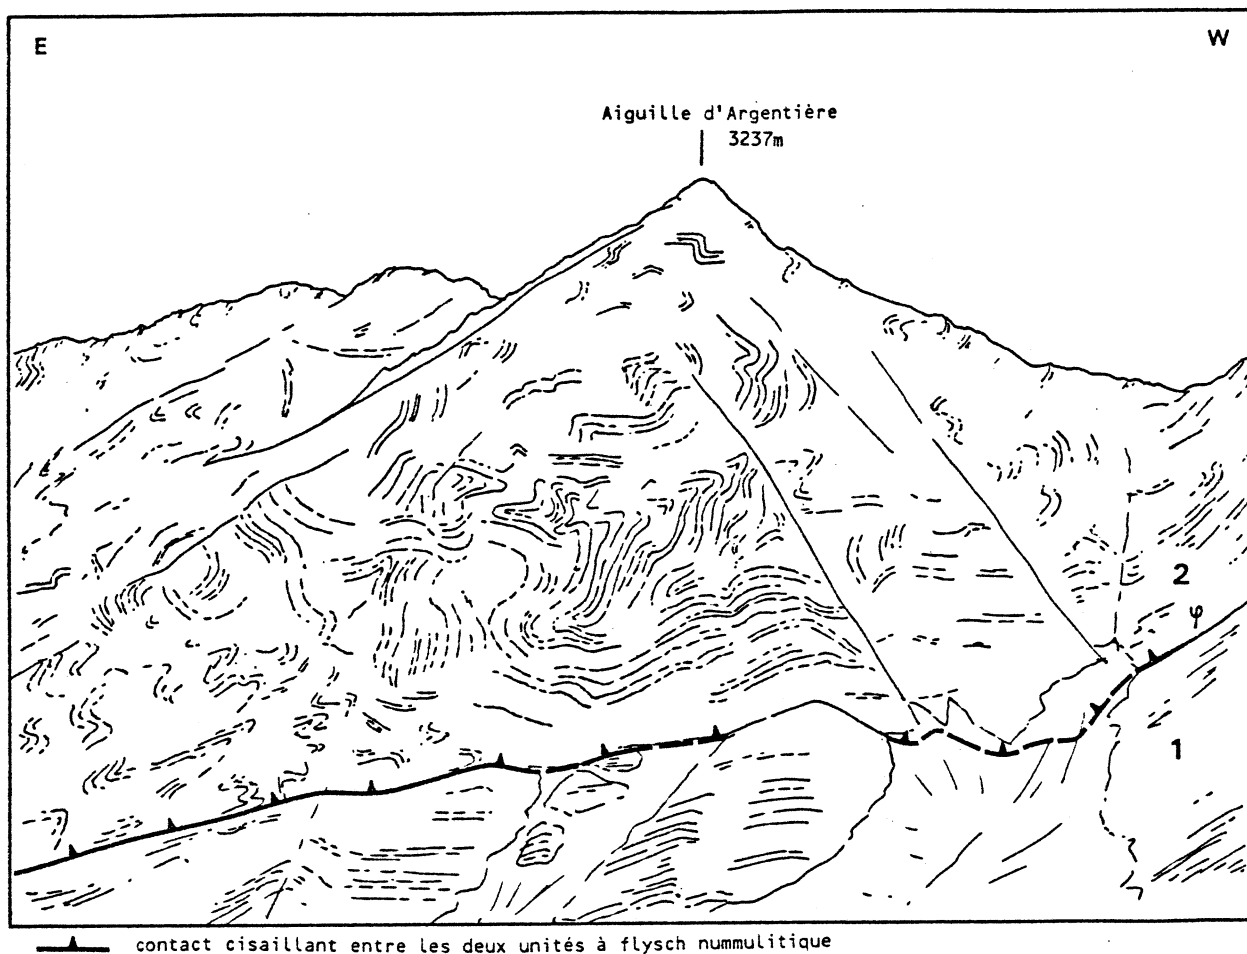 E
W
Aiguille d'Argentière
3237m
2
φ
1
contact cisaillant entre les deux unités à flysch nummulitique